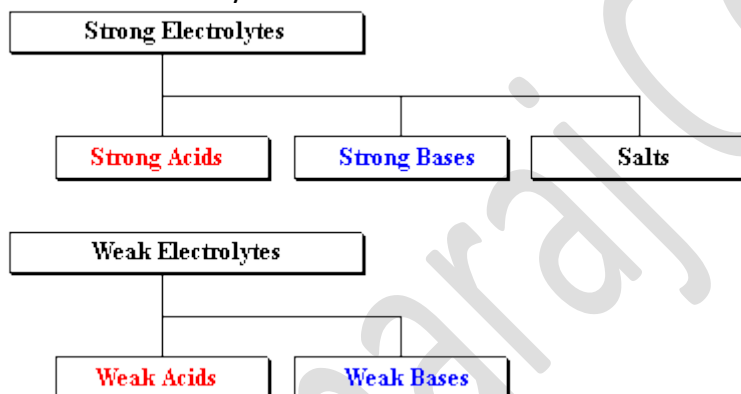 Strong Electrolytes
Strong Acids
Strong Bases
Salts
Weak Electrolytes
Weak Acids
Weak Bases